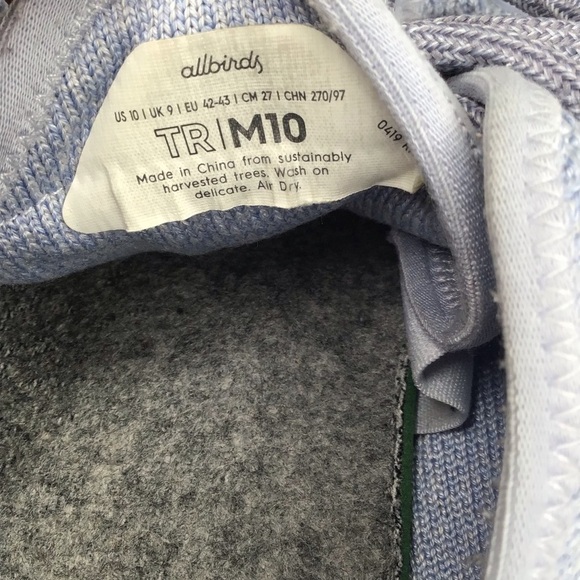 allbirds
US 10 | UK 9 | EU 42-43 | CM 27 | CHN 270/97
TR|M10
0419
Made in China from sustainably
harvested trees. Wash on
delicate. Air Dry.